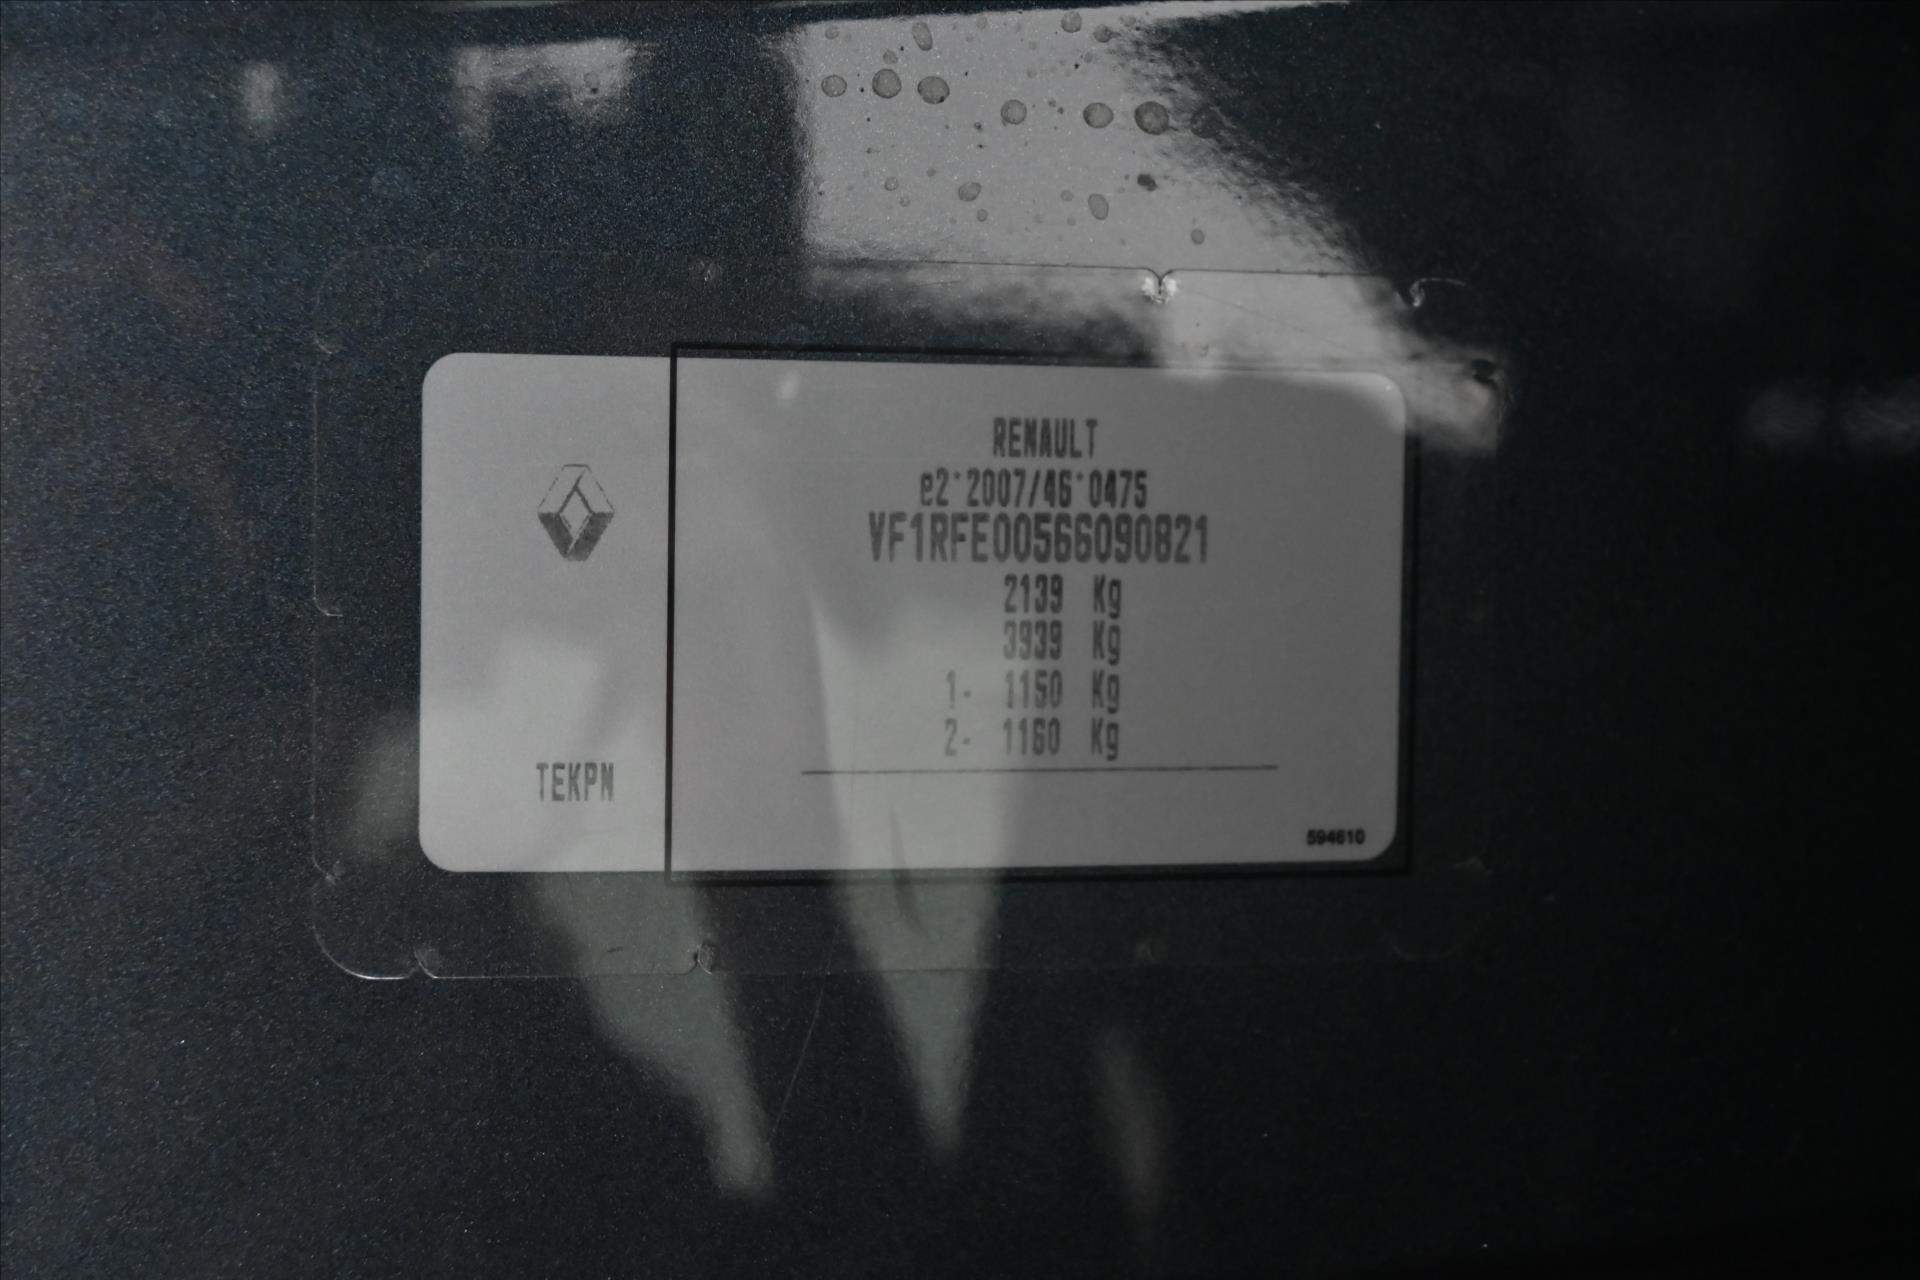 RENAULT
e2*2007/46*0475
VF1RFE00566090821
2139 Kg
3939 Kg
1- 1150 Kg
2- 1160 Kg
TEKPN
594610